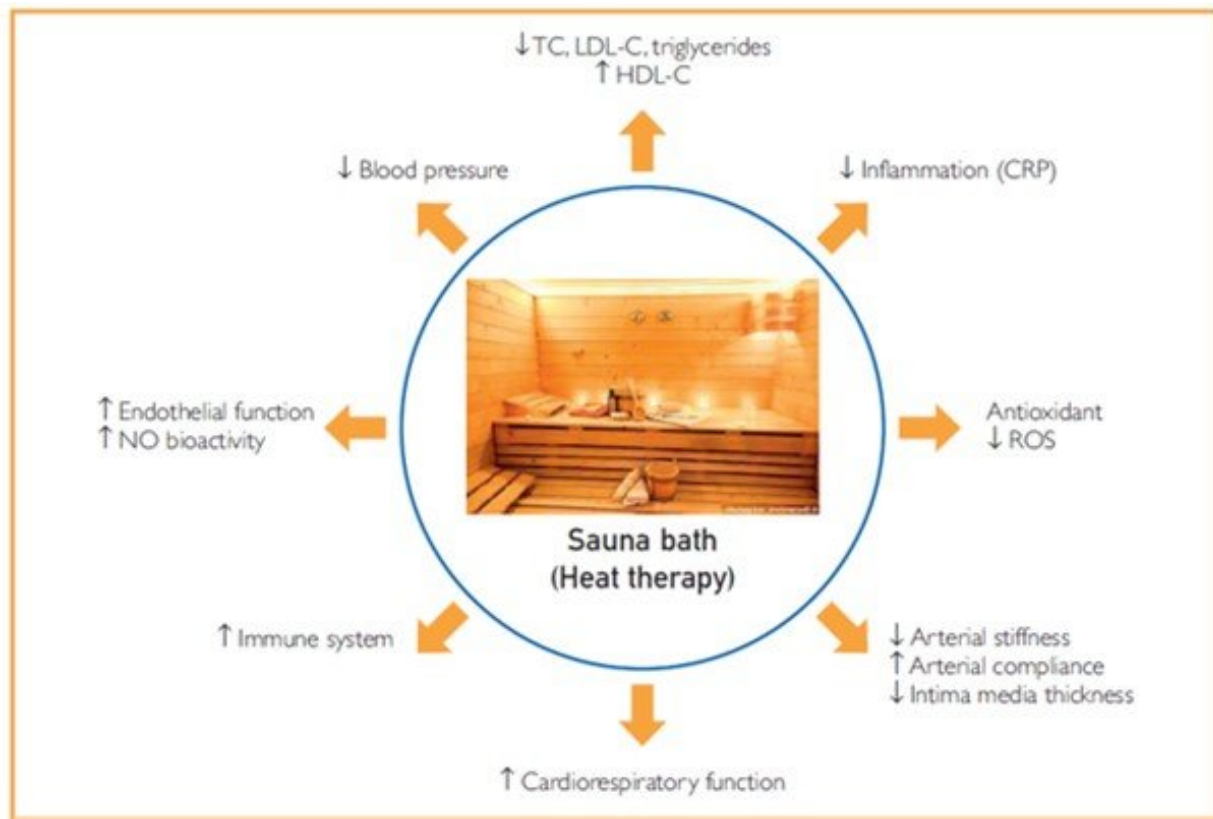 ↓TC, LDL-C, triglycerides
↑ HDL-C
↓ Blood pressure
↓ Inflammation (CRP)
↑ Endothelial function
↑ NO bioactivity
Antioxidant
↓ ROS
Sauna bath
(Heat therapy)
↑ Immune system
↓ Arterial stiffness
↑ Arterial compliance
↓ Intima media thickness
↑ Cardiorespiratory function